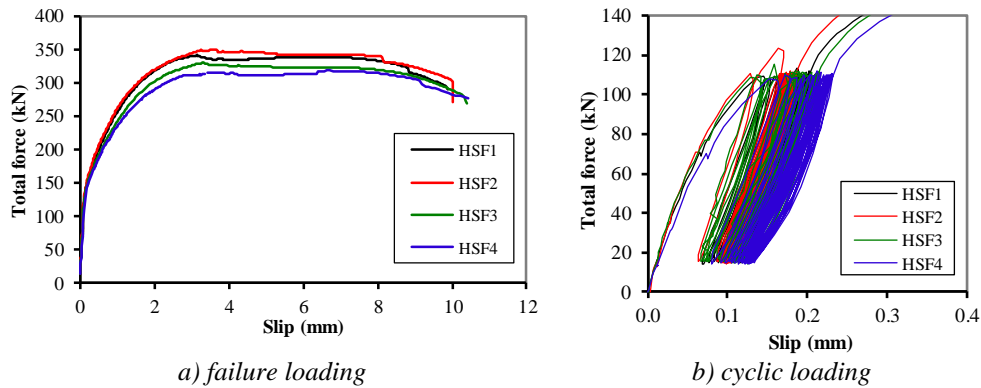 Total force (kN)
400
350
300
250
200
150
100
50
0
HSF1
HSF2
HSF3
HSF4
0 2 4 6 8 10 12
Slip (mm)
a) failure loading
Total force (kN)
140
120
100
80
60
40
20
0
HSF1
HSF2
HSF3
HSF4
0.0 0.1 0.2 0.3 0.4
Slip (mm)
b) cyclic loading